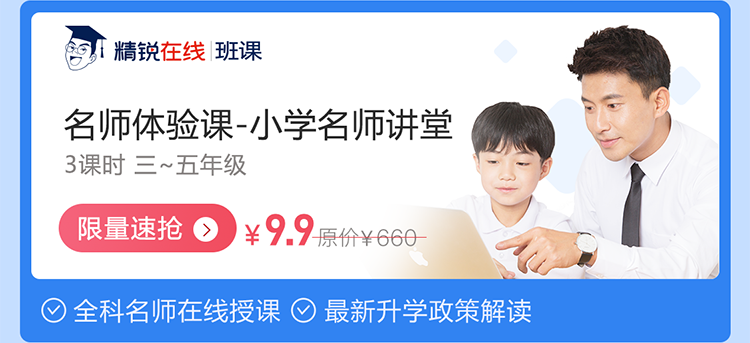 精锐在线|班课
名师体验课-小学名师讲堂
3课时 三~五年级
限量速抢 ¥9.9 原价¥660
全科名师在线授课 最新升学政策解读